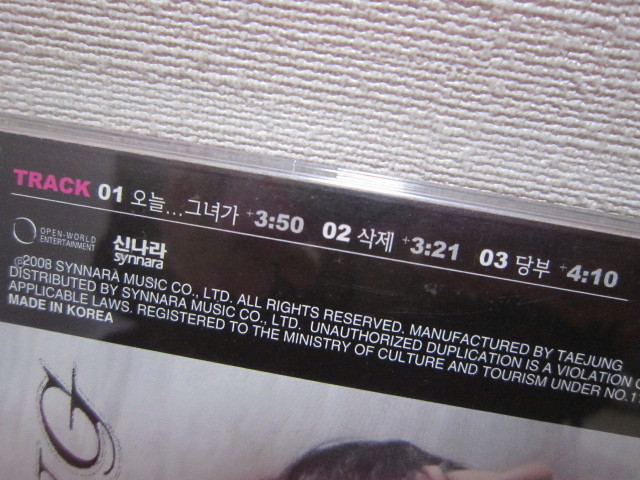 TRACK 01 오늘...그녀가 +3:50 02 삭제 +3:21 03 당부 +4:10
OPEN-WORLD
ENTERTAINMENT
신나라
synnara
℗2008 SYNNARA MUSIC CO., LTD. ALL RIGHTS RESERVED. MANUFACTURED BY TAEJUNG
DISTRIBUTED BY SYNNARA MUSIC CO., LTD. UNAUTHORIZED DUPLICATION IS A VIOLATION
APPLICABLE LAWS. REGISTERED TO THE MINISTRY OF CULTURE AND TOURISM UNDER NO.
MADE IN KOREA